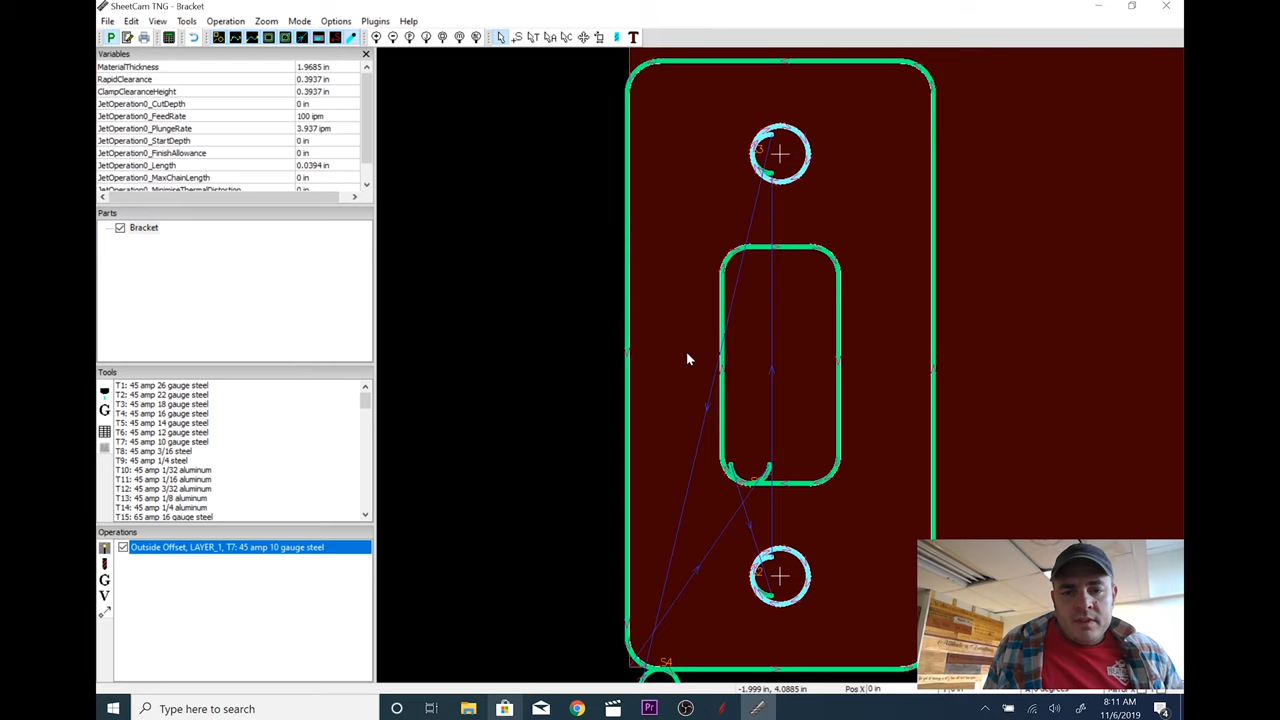 SheetCam TNG - Bracket
File Edit View Tools Operation Zoom Mode Options Plugins Help
Variables
MaterialThickness 1.9685 in
RapidClearance 0.3937 in
ClampClearanceHeight 0.3937 in
JetOperation0_CutDepth 0 in
JetOperation0_FeedRate 100 ipm
JetOperation0_PlungeRate 3.937 ipm
JetOperation0_StartDepth 0 in
JetOperation0_FinishAllowance 0 in
JetOperation0_Length 0.0394 in
JetOperation0_MaxChainLength 0 in
JetOperation0_MinimiseThermalDistortion 0 in
Parts
Bracket
Tools
T1: 45 amp 26 gauge steel
T2: 45 amp 22 gauge steel
T3: 45 amp 18 gauge steel
T4: 45 amp 16 gauge steel
T5: 45 amp 14 gauge steel
T6: 45 amp 12 gauge steel
T7: 45 amp 10 gauge steel
T8: 45 amp 3/16 steel
T9: 45 amp 1/4 steel
T10: 45 amp 1/32 aluminum
T11: 45 amp 1/16 aluminum
T12: 45 amp 3/32 aluminum
T13: 45 amp 1/8 aluminum
T14: 45 amp 1/4 aluminum
T15: 65 amp 16 gauge steel
Operations
Outside Offset, LAYER_1, T7: 45 amp 10 gauge steel
S4
-1.999 in, 4.0885 in Pos X 0 in
Type here to search
8:11 AM
11/6/2019